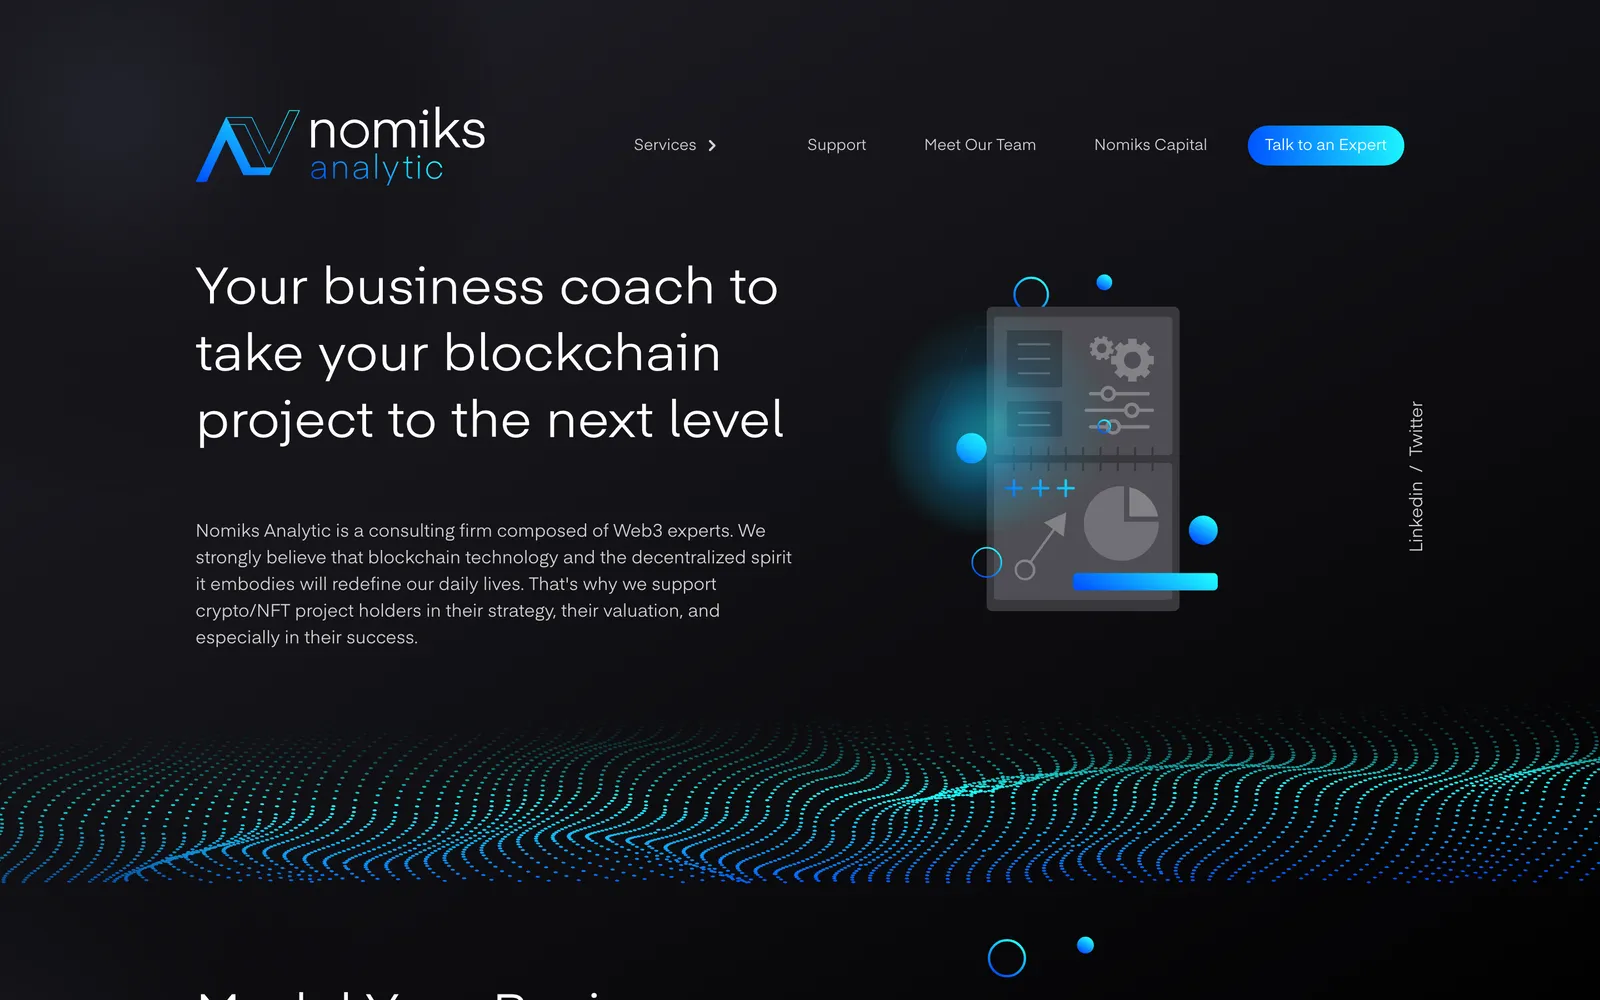 nomiks
analytic
Services
Support
Meet Our Team
Nomiks Capital
Talk to an Expert
Your business coach to
take your blockchain
project to the next level
Nomiks Analytic is a consulting firm composed of Web3 experts. We
strongly believe that blockchain technology and the decentralized spirit
it embodies will redefine our daily lives. That's why we support
crypto/NFT project holders in their strategy, their valuation, and
especially in their success.
Linkedin / Twitter